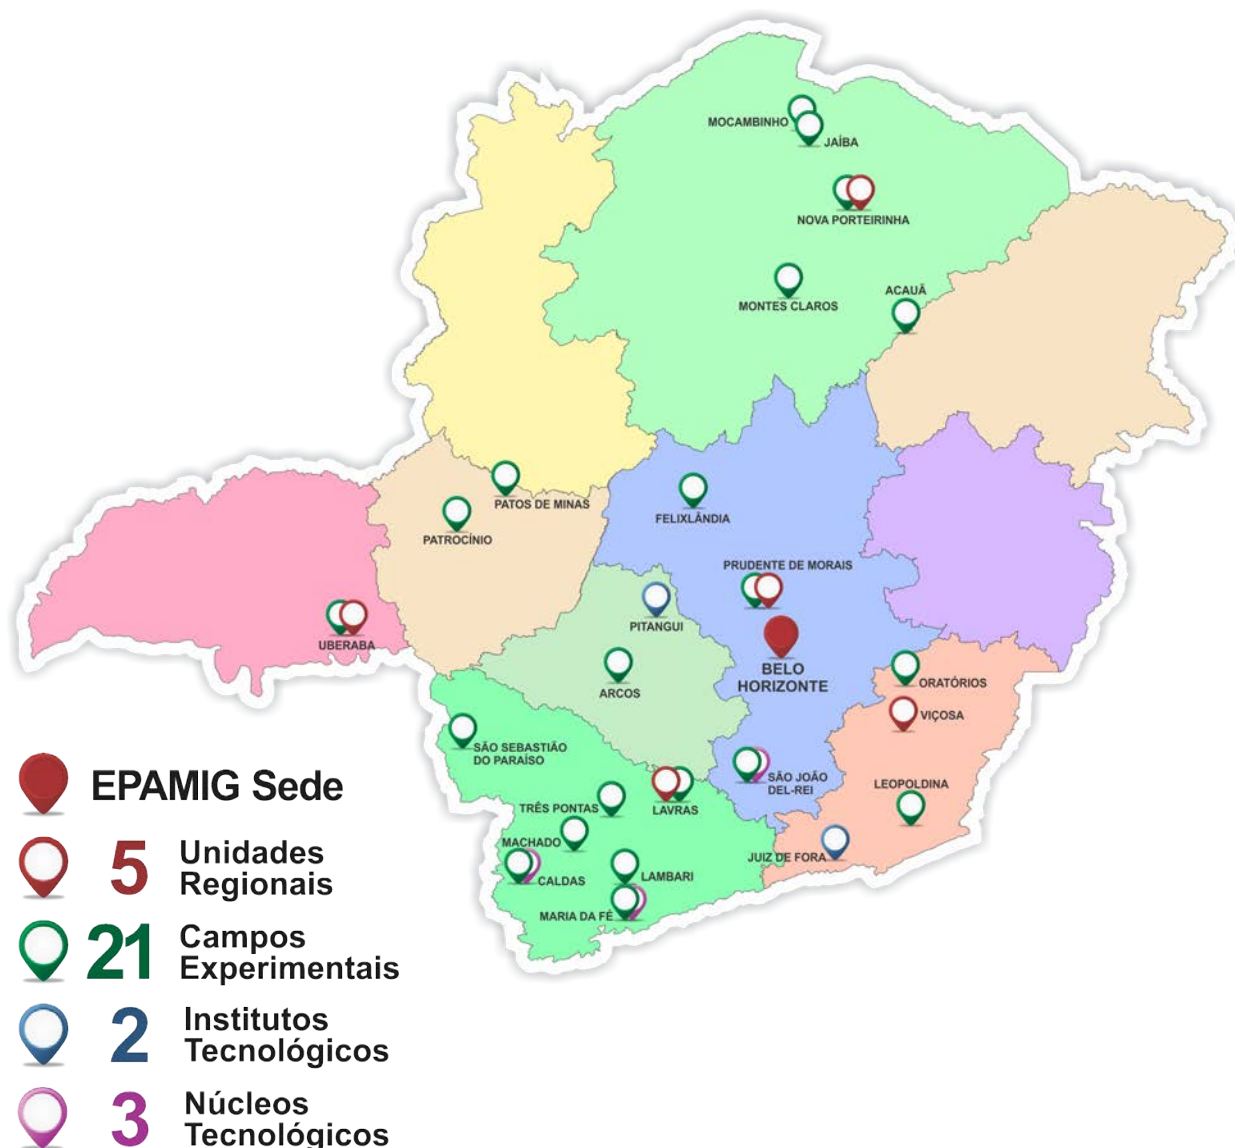 MOCAMBINHO
JAÍBA
NOVA PORTEIRINHA
MONTES CLAROS
ACAUÃ
PATOS DE MINAS
PATROCÍNIO
FELIXLÂNDIA
PRUDENTE DE MORAIS
PITANGUI
UBERABA
BELO
HORIZONTE
ARCOS
ORATÓRIOS
VIÇOSA
SÃO SEBASTIÃO
DO PARAÍSO
SÃO JOÃO
DEL-REI
LEOPOLDINA
TRÊS PONTAS
LAVRAS
MACHADO
JUIZ DE FORA
CALDAS
LAMBARI
MARIA DA FÉ
EPAMIG Sede
5 Unidades
Regionais
21 Campos
Experimentais
2 Institutos
Tecnológicos
3 Núcleos
Tecnológicos